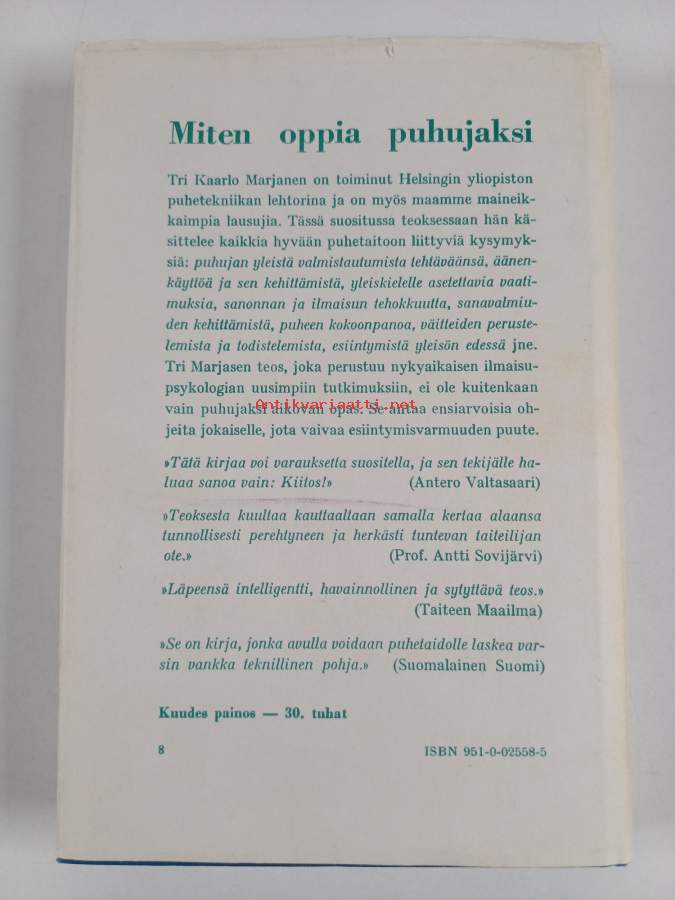 Miten oppia puhujaksi
Tri Kaarlo Marjanen on toiminut Helsingin yliopiston
puhetekniikan lehtorina ja on myös maamme maineik-
kaimpia lausujia. Tässä suositussa teoksessaan hän kä-
sittelee kaikkia hyvään puhetaitoon liittyviä kysymyk-
siä: puhujan yleistä valmistautumista tehtäväänsä, äänen-
käyttöä ja sen kehittämistä, yleiskielelle asetettavia vaati-
muksia, sanonnan ja ilmaisun tehokkuutta, sanavalmiu-
den kehittämistä, puheen kokoonpanoa, väitteiden peruste-
lemista ja todistelemista, esiintymistä yleisön edessä jne.
Tri Marjasen teos, joka perustuu nykyaikaisen ilmaisu-
psykologian uusimpiin tutkimuksiin, ei ole kuitenkaan
vain puhujaksi aikovan opas. Se antaa ensiarvoisia oh-
Antikvariaatti.net
jeita jokaiselle, jota vaivaa esiintymisvarmuuden puute.
»Tätä kirjaa voi varauksetta suositella, ja sen tekijälle ha-
luaa sanoa vain: Kiitos!» (Antero Valtasaari)
»Teoksesta kuultaa kauttaaltaan samalla kertaa alaansa
tunnollisesti perehtyneen ja herkästi tuntevan taiteilijan
ote.» (Prof. Antti Sovijärvi)
»Läpeensä intelligentti, havainnollinen ja sytyttävä teos.»
(Taiteen Maailma)
»Se on kirja, jonka avulla voidaan puhetaidolle laskea var-
sin vankka teknillinen pohja.» (Suomalainen Suomi)
Kuudes painos — 30. tuhat
8 ISBN 951-0-02558-5